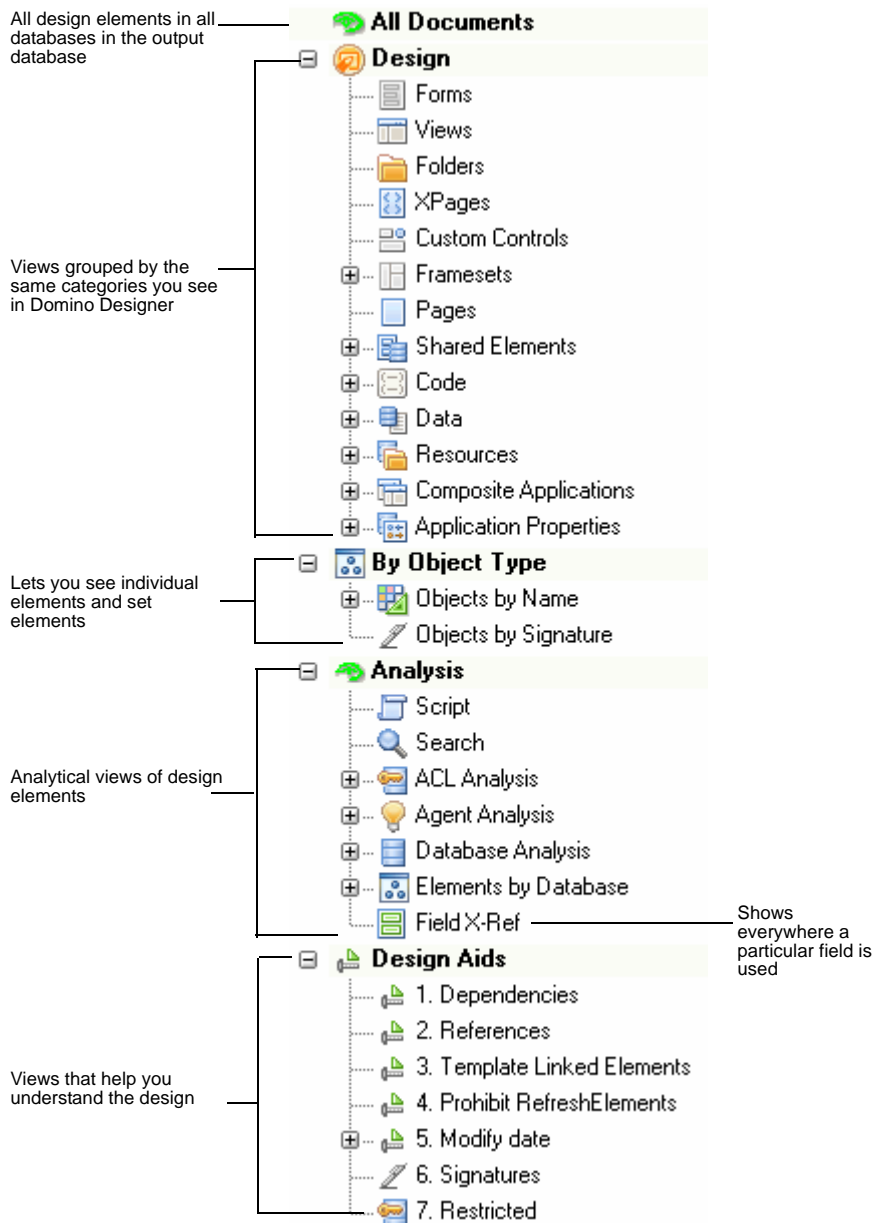 All design elements in all
databases in the output
database
All Documents
Design
Forms
Views
Folders
XPages
Custom Controls
Views grouped by the
same categories you see
in Domino Designer
Framesets
Pages
Shared Elements
Code
Data
Resources
Composite Applications
Application Properties
Lets you see individual
elements and set
elements
By Object Type
Objects by Name
Objects by Signature
Analysis
Script
Search
Analytical views of design
elements
ACL Analysis
Agent Analysis
Database Analysis
Elements by Database
Field X-Ref
Shows
everywhere a
particular field is
used
Design Aids
1. Dependencies
2. References
3. Template Linked Elements
Views that help you
understand the design
4. Prohibit RefreshElements
5. Modify date
6. Signatures
7. Restricted